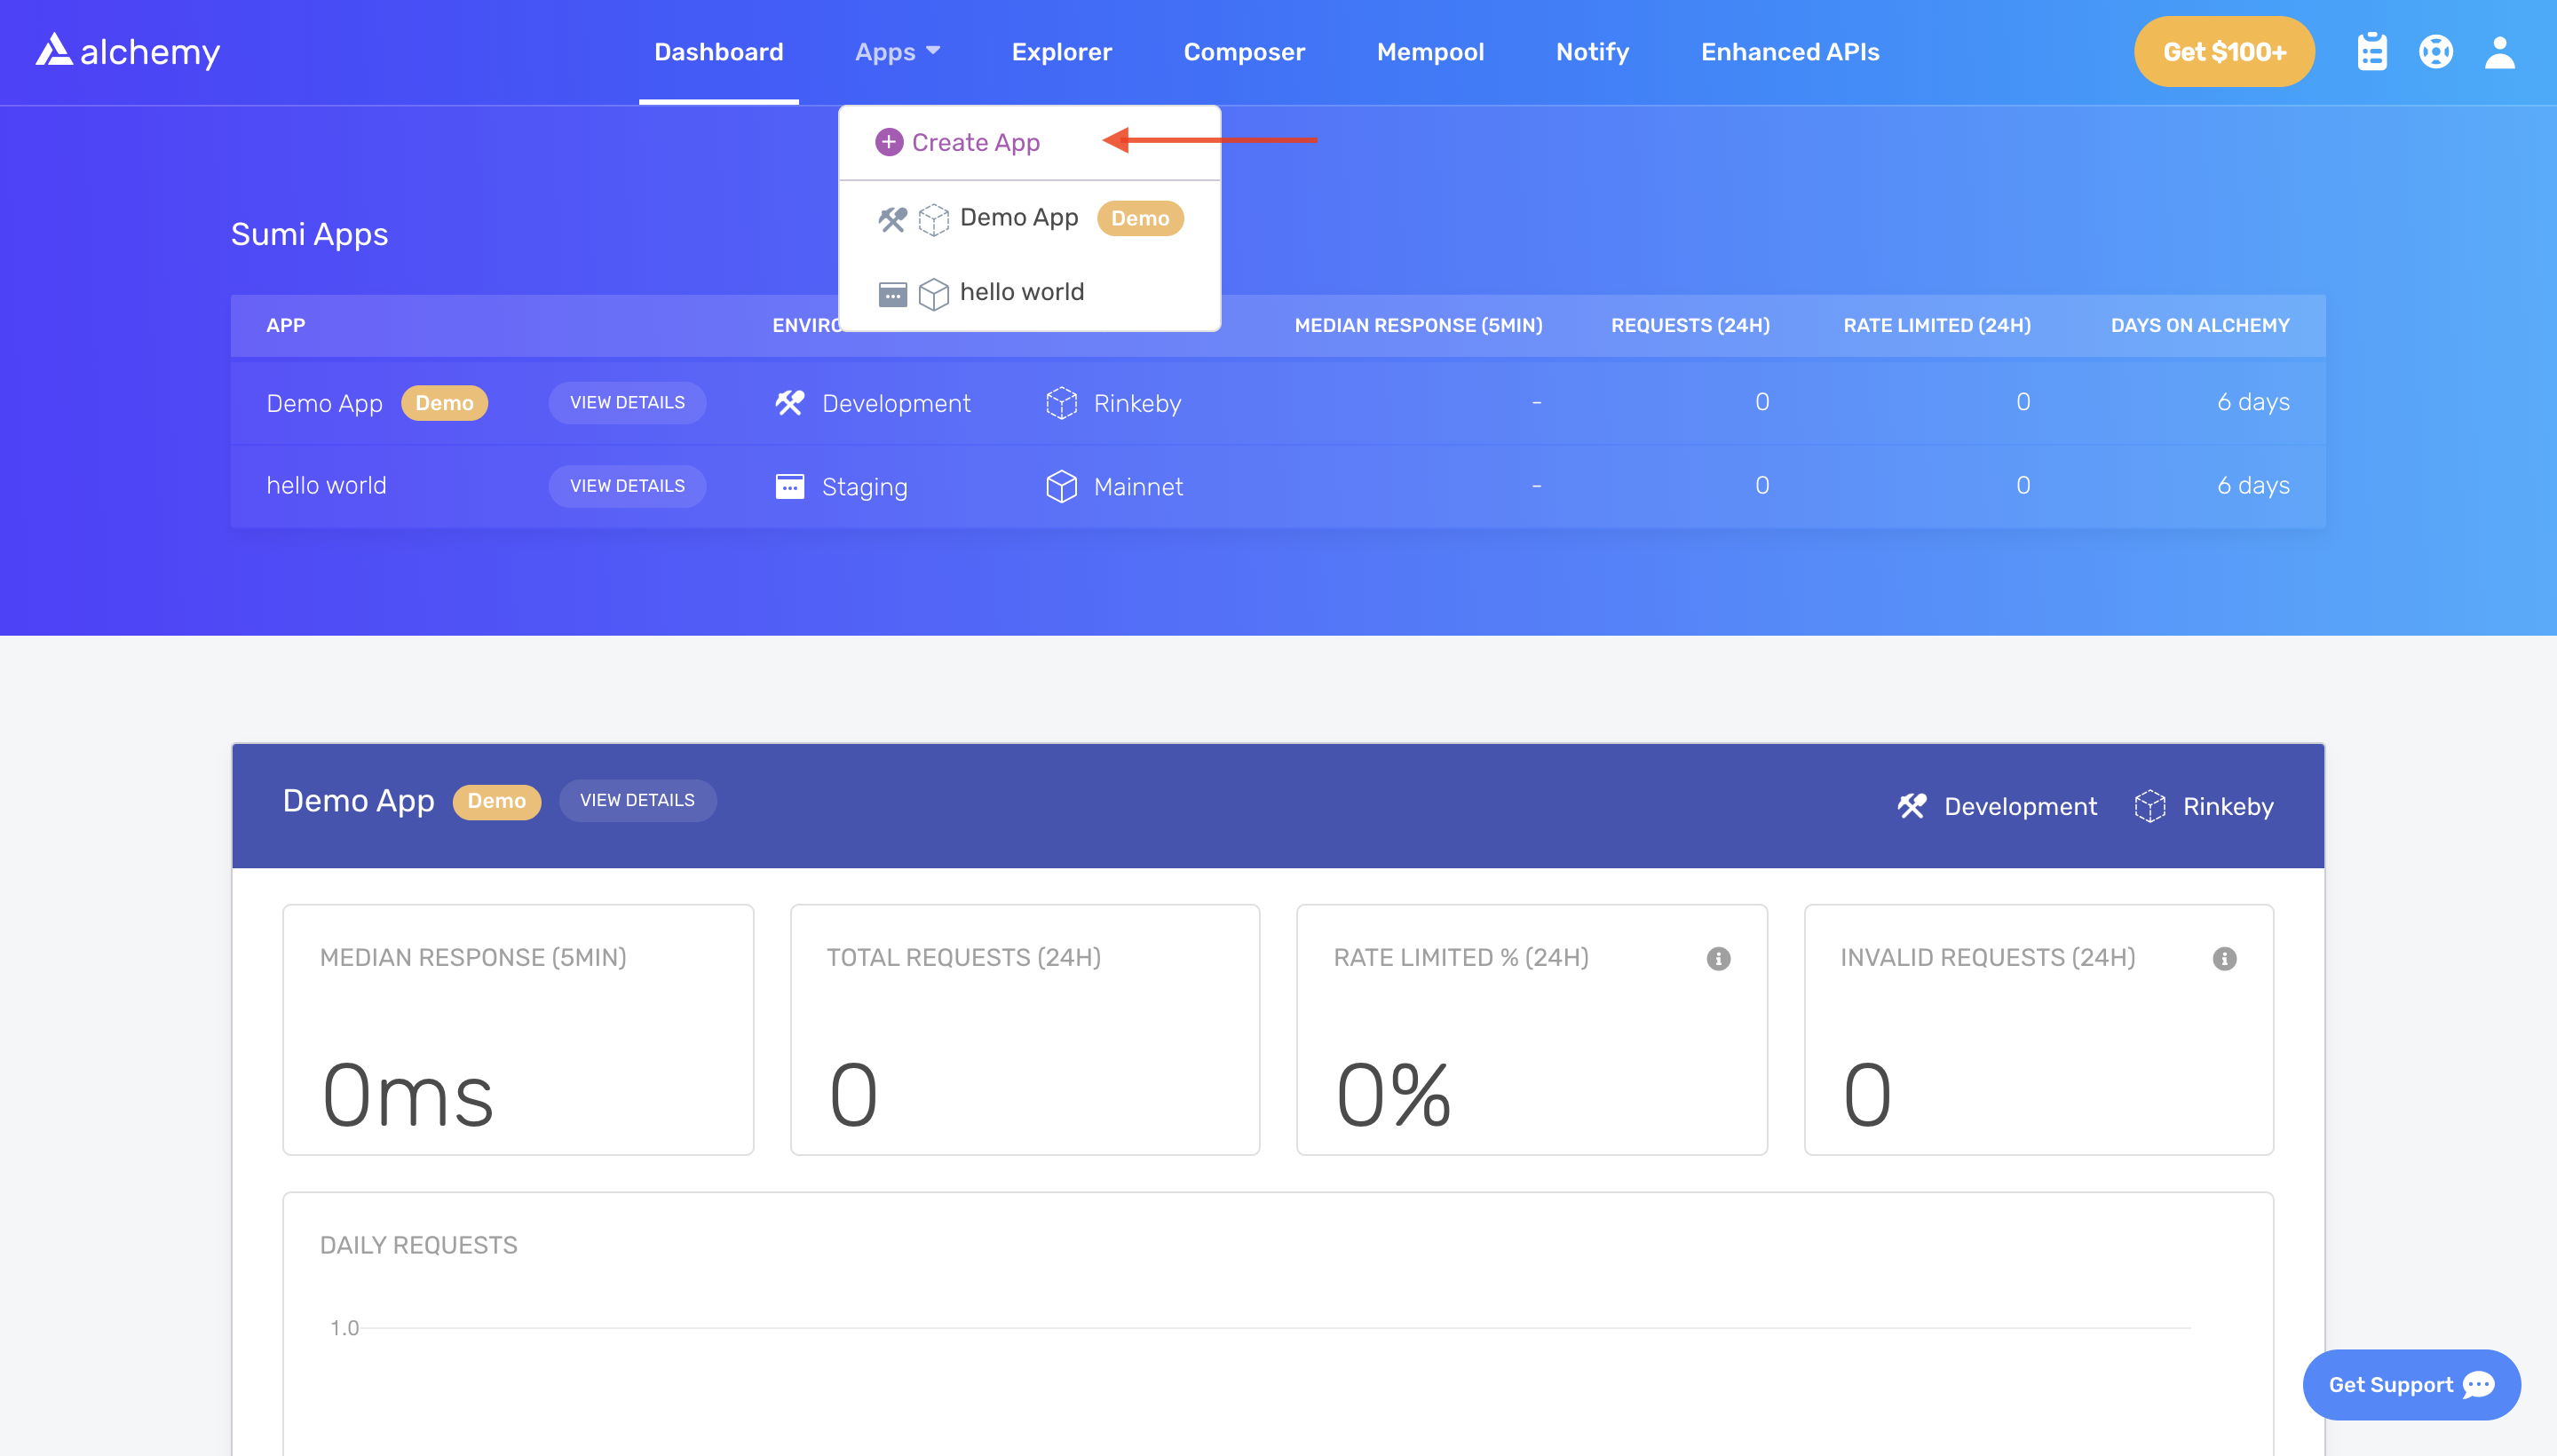 alchemy
Dashboard Apps Explorer Composer Mempool Notify Enhanced APIs Get $100+
Create App
Demo App Demo
hello world
Sumi Apps
APP MEDIAN RESPONSE (5MIN) REQUESTS (24H) RATE LIMITED (24H) DAYS ON ALCHEMY
Demo App Demo VIEW DETAILS Development Rinkeby - 0 0 6 days
hello world VIEW DETAILS Staging Mainnet - 0 0 6 days
Demo App Demo VIEW DETAILS Development Rinkeby
MEDIAN RESPONSE (5MIN) TOTAL REQUESTS (24H) RATE LIMITED % (24H) INVALID REQUESTS (24H)
0ms 0 0% 0
DAILY REQUESTS
1.0
Get Support